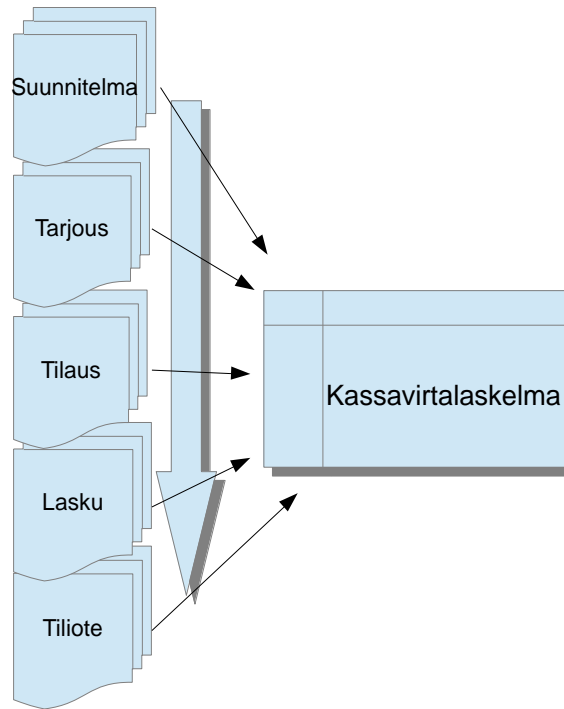 Suunnitelma
Tarjous
Tilaus
Kassavirtalaskelma
Lasku
Tiliote